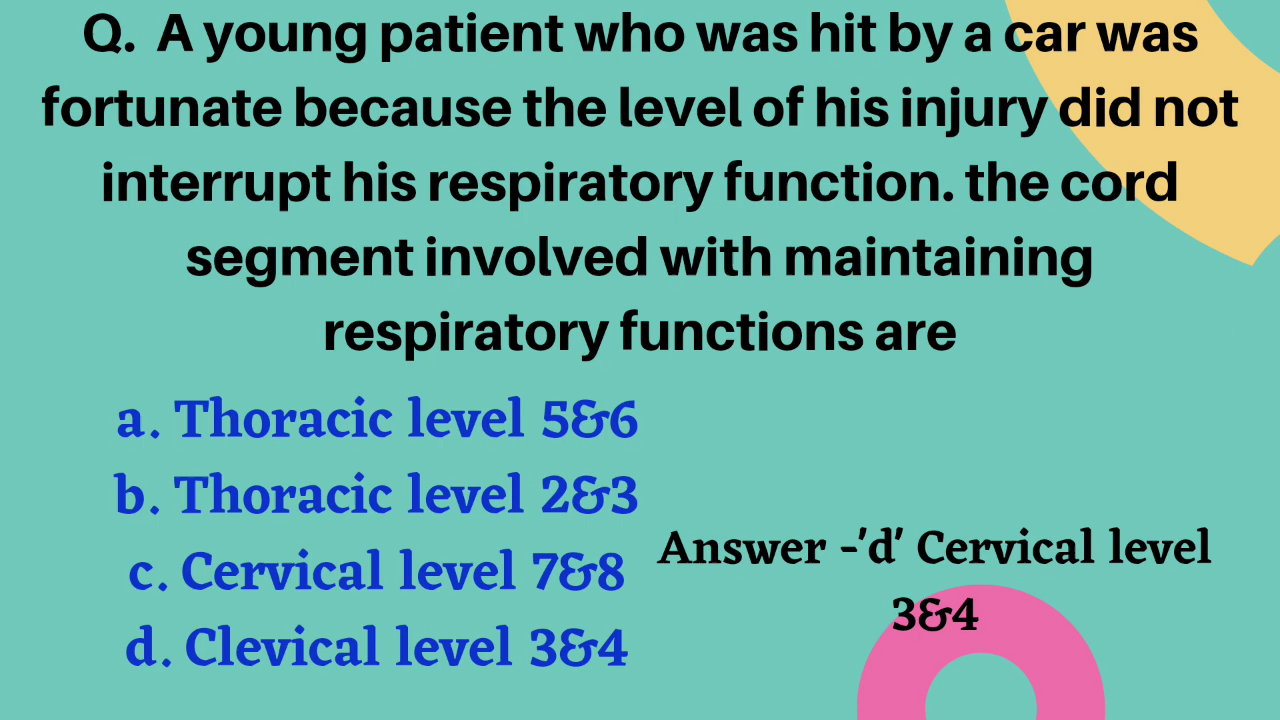 Q. A young patient who was hit by a car was
fortunate because the level of his injury did not
interrupt his respiratory function. the cord
segment involved with maintaining
respiratory functions are
a. Thoracic level 5&6
b. Thoracic level 2&3
c. Cervical level 7&8
d. Clevical level 3&4
Answer -'d' Cervical level
3&4